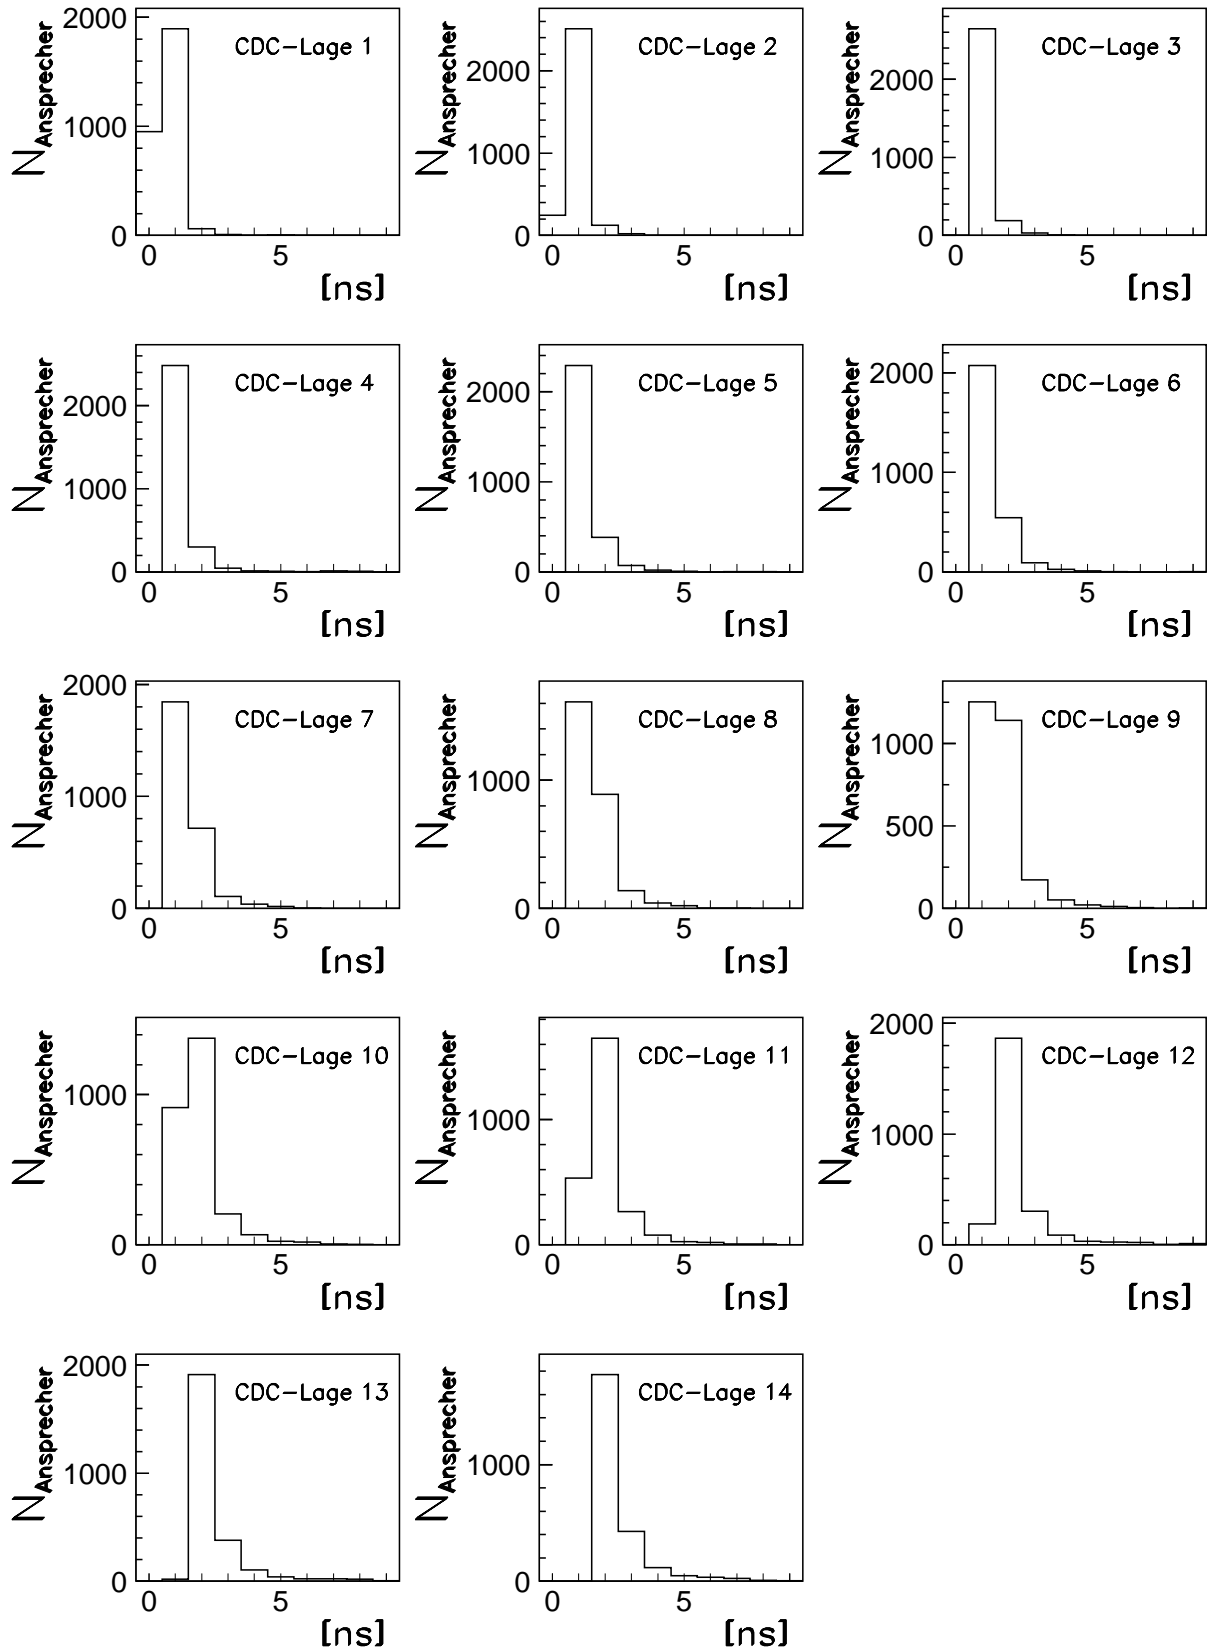 N_Ansprecher
2000
1000
0
CDC-Lage 1
0 5
[ns]
N_Ansprecher
2000
1000
0
CDC-Lage 2
0 5
[ns]
N_Ansprecher
2000
1000
0
CDC-Lage 3
0 5
[ns]
N_Ansprecher
2000
1000
0
CDC-Lage 4
0 5
[ns]
N_Ansprecher
2000
1000
0
CDC-Lage 5
0 5
[ns]
N_Ansprecher
2000
1000
0
CDC-Lage 6
0 5
[ns]
N_Ansprecher
2000
1000
0
CDC-Lage 7
0 5
[ns]
N_Ansprecher
1000
0
CDC-Lage 8
0 5
[ns]
N_Ansprecher
1000
500
0
CDC-Lage 9
0 5
[ns]
N_Ansprecher
1000
0
CDC-Lage 10
0 5
[ns]
N_Ansprecher
1000
0
CDC-Lage 11
0 5
[ns]
N_Ansprecher
2000
1000
0
CDC-Lage 12
0 5
[ns]
N_Ansprecher
2000
1000
0
CDC-Lage 13
0 5
[ns]
N_Ansprecher
1000
0
CDC-Lage 14
0 5
[ns]